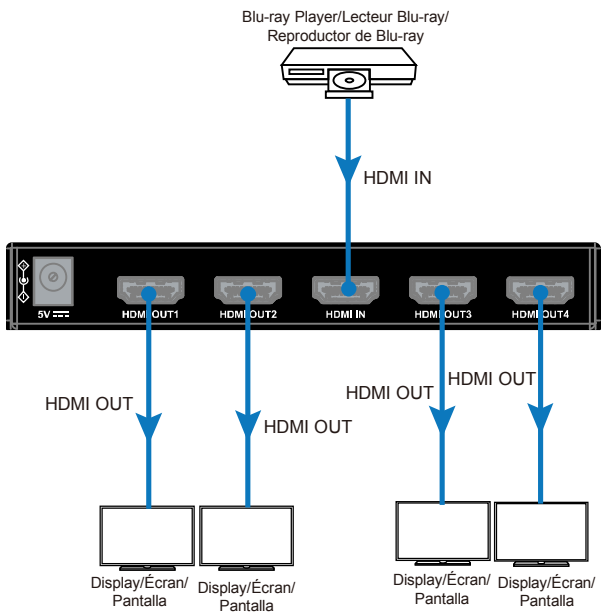 Blu-ray Player/Lecteur Blu-ray/
Reproductor de Blu-ray
HDMI IN
5V
HDMI OUT1
HDMI OUT2
HDMI IN
HDMI OUT3
HDMI OUT4
HDMI OUT
HDMI OUT
HDMI OUT
HDMI OUT
Display/Écran/
Pantalla
Display/Écran/
Pantalla
Display/Écran/
Pantalla
Display/Écran/
Pantalla